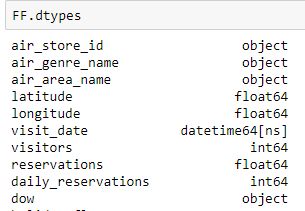 FF.dtypes
air_store_id object
air_genre_name object
air_area_name object
latitude float64
longitude float64
visit_date datetime64[ns]
visitors int64
reservations float64
daily_reservations int64
dow object